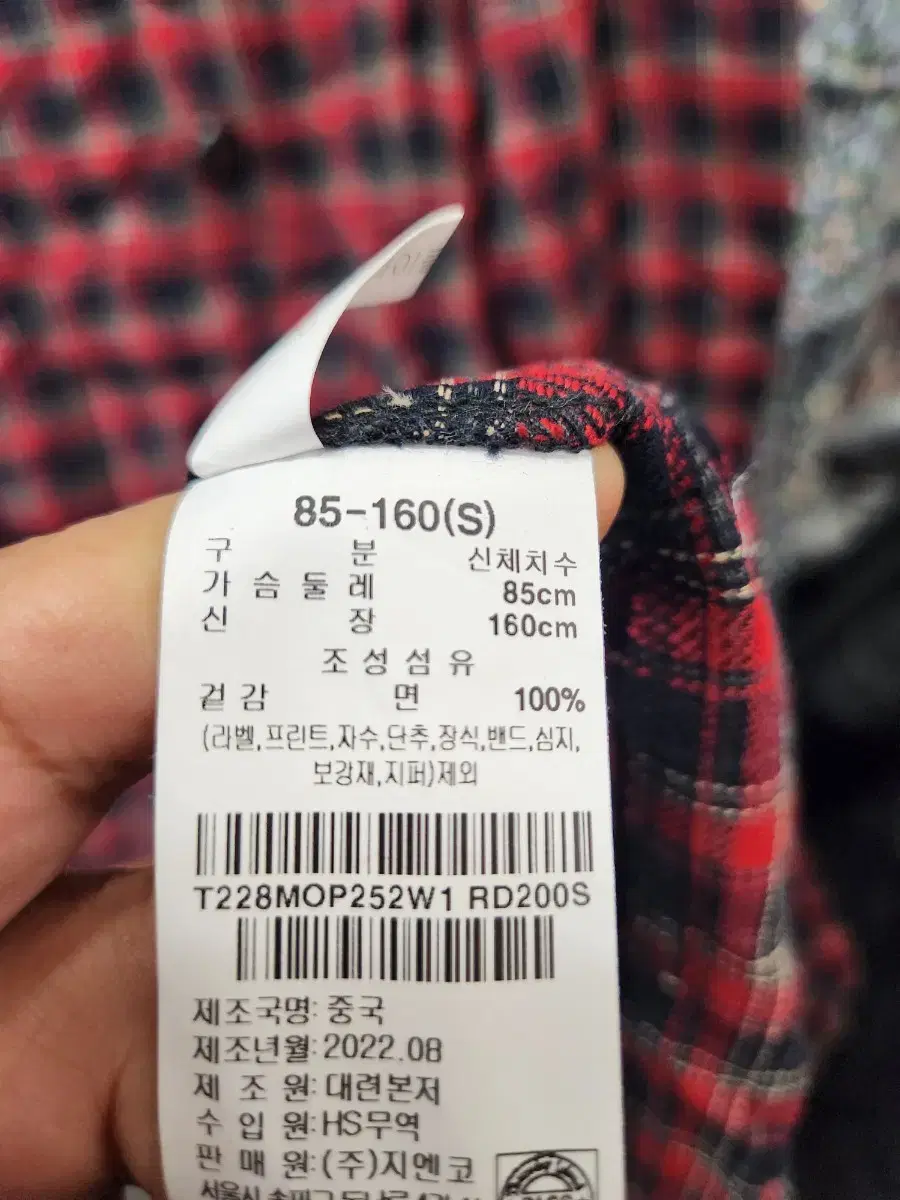 85-160(S)
구 분 신체치수
가슴둘레 85cm
신 장 160cm
조성섬유
겉감 면 100%
(라벨,프린트,자수,단추,장식,밴드,심지,
보강재,지퍼)제외
T228MOP252W1 RD200S
제조국명: 중국
제조년월: 2022.08
제 조 원: 대련본저
수 입 원: HS무역
판 매 원: (주)지엔코
서울시